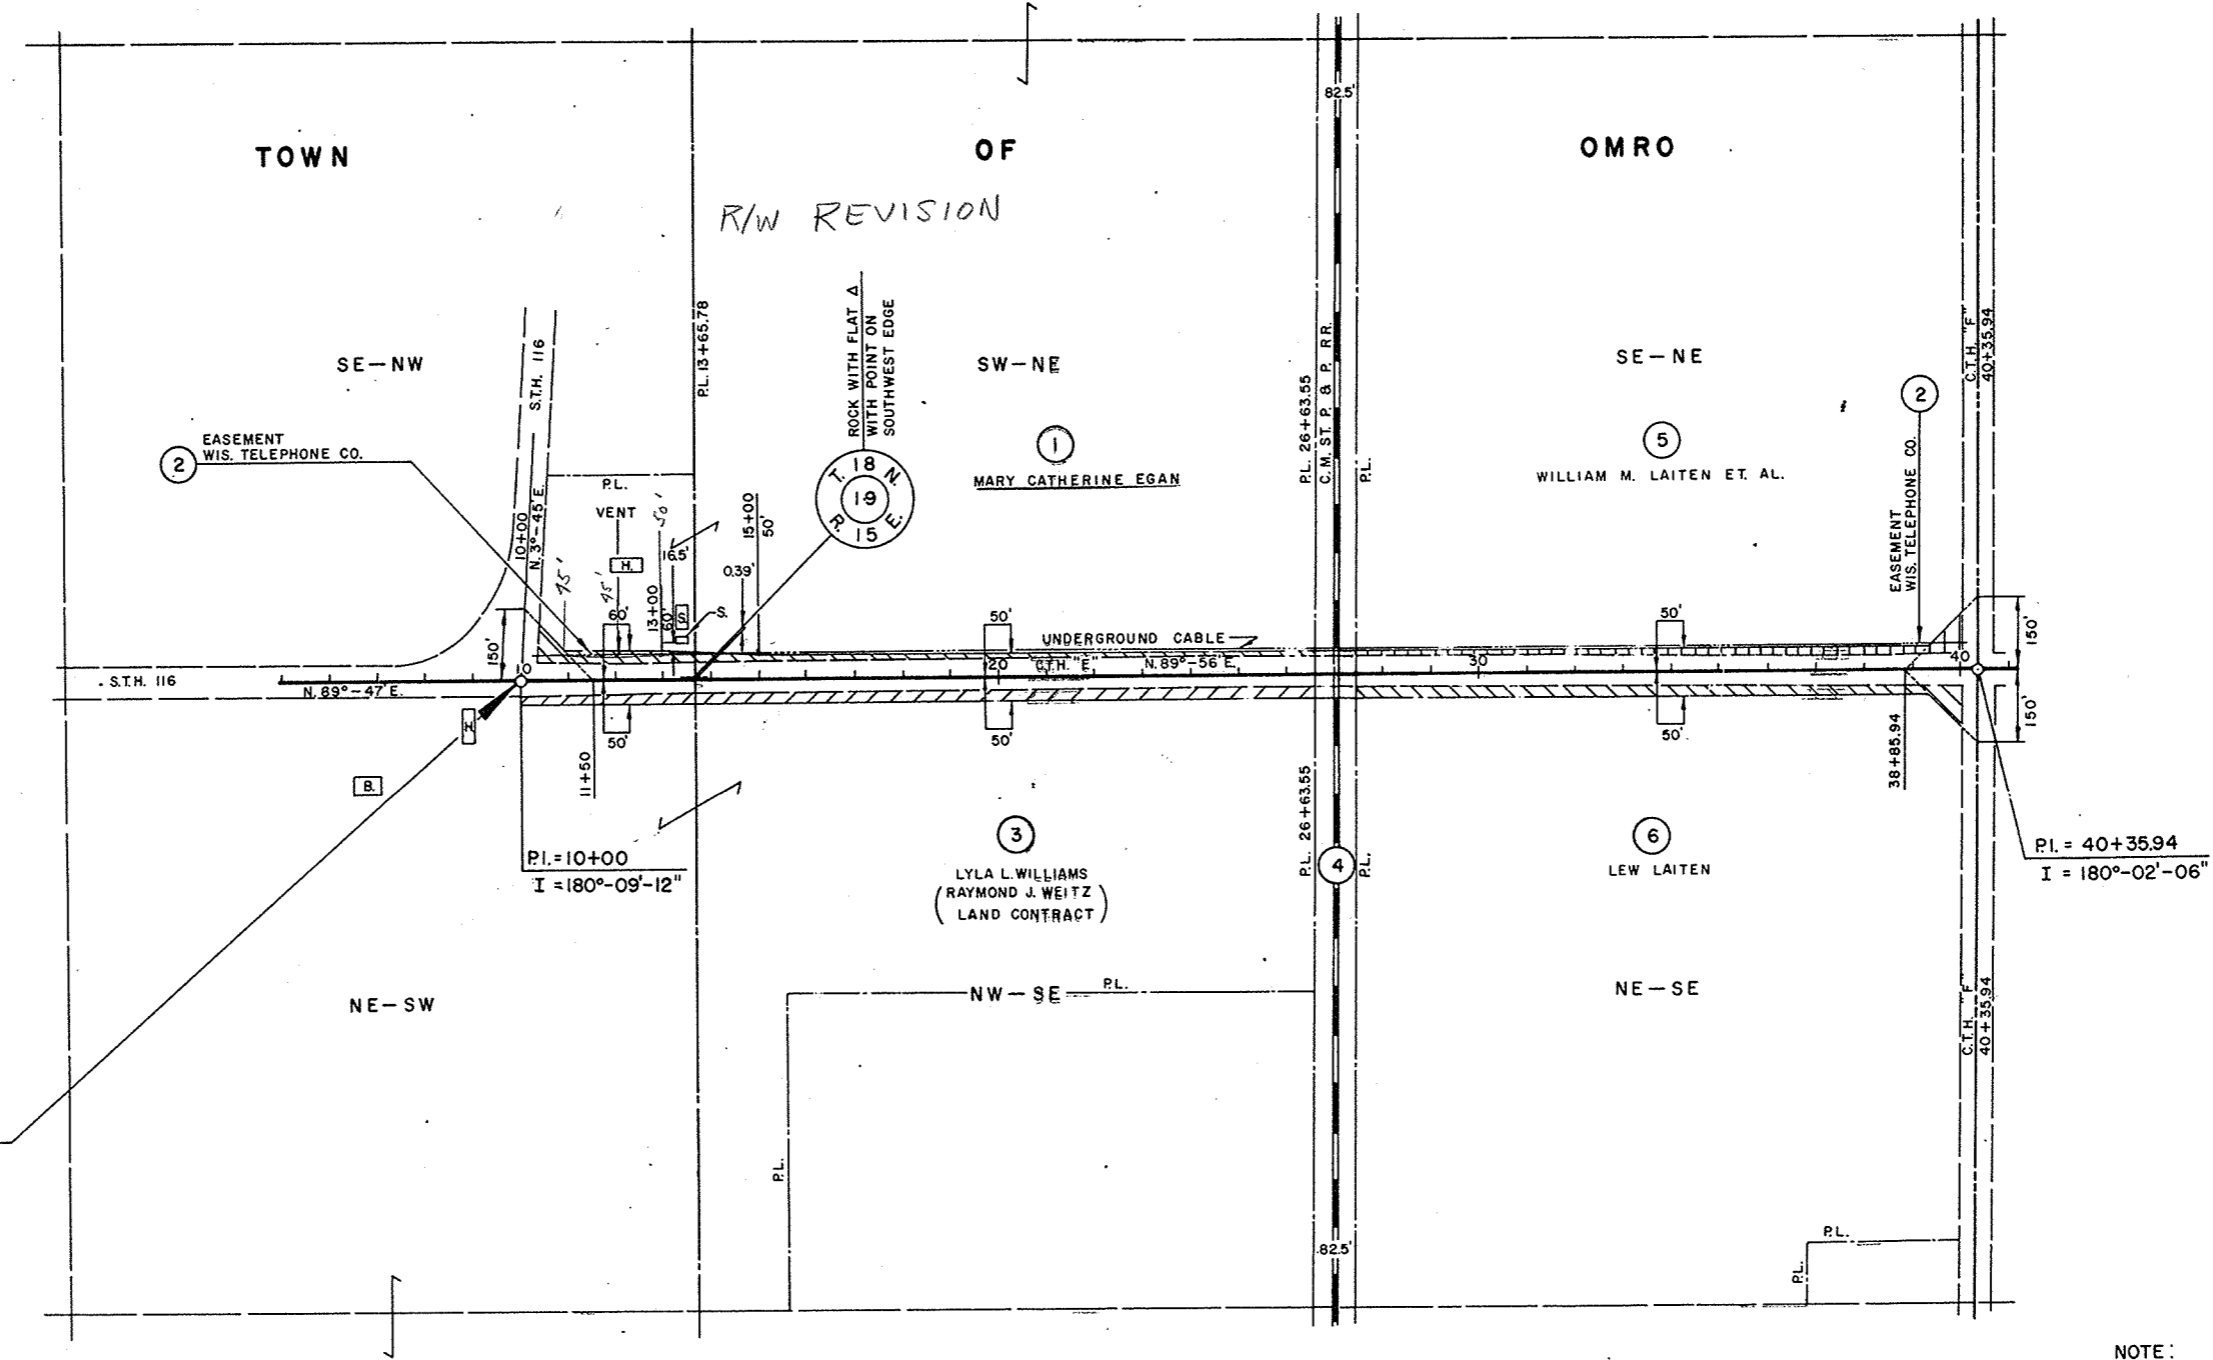 TOWN OF OMRO
R/W REVISION
82.5'
SE—NW
S.T.H. 116
P.L. 13+65.78
ROCK WITH FLAT Δ
WITH POINT ON
SOUTHWEST EDGE
SW—NE
P.L. 26+63.55
C.M. ST. P. & P. RR.
P.L.
SE—NE
C.T.H. "F"
40+35.94
2
EASEMENT
WIS. TELEPHONE CO.
P.L.
VENT
H.
10+00
N.3°-45'E.
45'
45'
60'
50'
16.5'
13+00
60'
S.
S.
0.39'
15+00
50'
T. 18 N.
19
R. 15 E.
1
MARY CATHERINE EGAN
5
WILLIAM M. LAITEN ET. AL.
2
EASEMENT
WIS. TELEPHONE CO.
150'
50'
UNDERGROUND CABLE
50'
150'
S.T.H. 116
N. 89°-47' E.
10
20
C.T.H. "E"
N.89°-56'E.
30
40
H.
B.
50'
11+50
50'
50'
38+85.94
150'
P.I.=10+00
I =180°-09'-12"
3
LYLA L. WILLIAMS
(RAYMOND J. WEITZ
LAND CONTRACT)
P.L. 26+63.55
4
P.L.
6
LEW LAITEN
P.I. = 40+35.94
I = 180°-02'-06"
NE—SW
NW—SE
P.L.
NE—SE
C.T.H. "F"
40+35.94
P.L.
82.5'
P.L.
P.L.
NOTE: